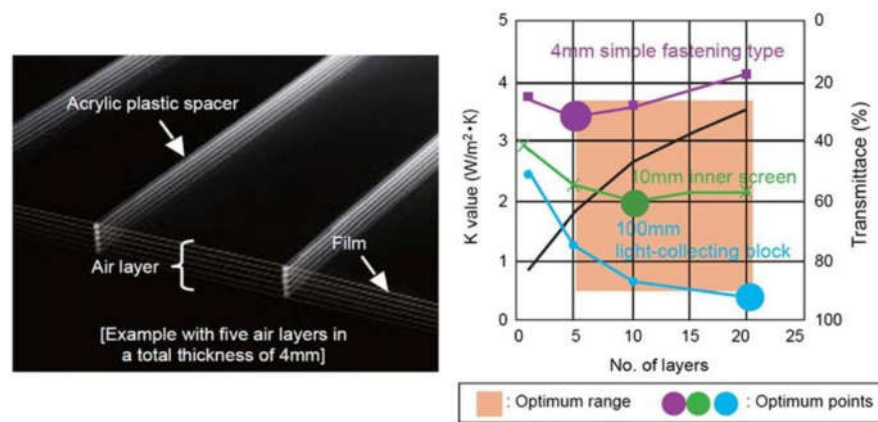 Acrylic plastic spacer
Film
Air layer
[Example with five air layers in
a total thickness of 4mm]
5
4
3
2
1
0
K value (W/m²•K)
4mm simple fastening type
10mm inner screen
100mm
light-collecting block
0
20
40
60
80
100
Transmittace (%)
0
5
10
15
20
25
No. of layers
: Optimum range
: Optimum points